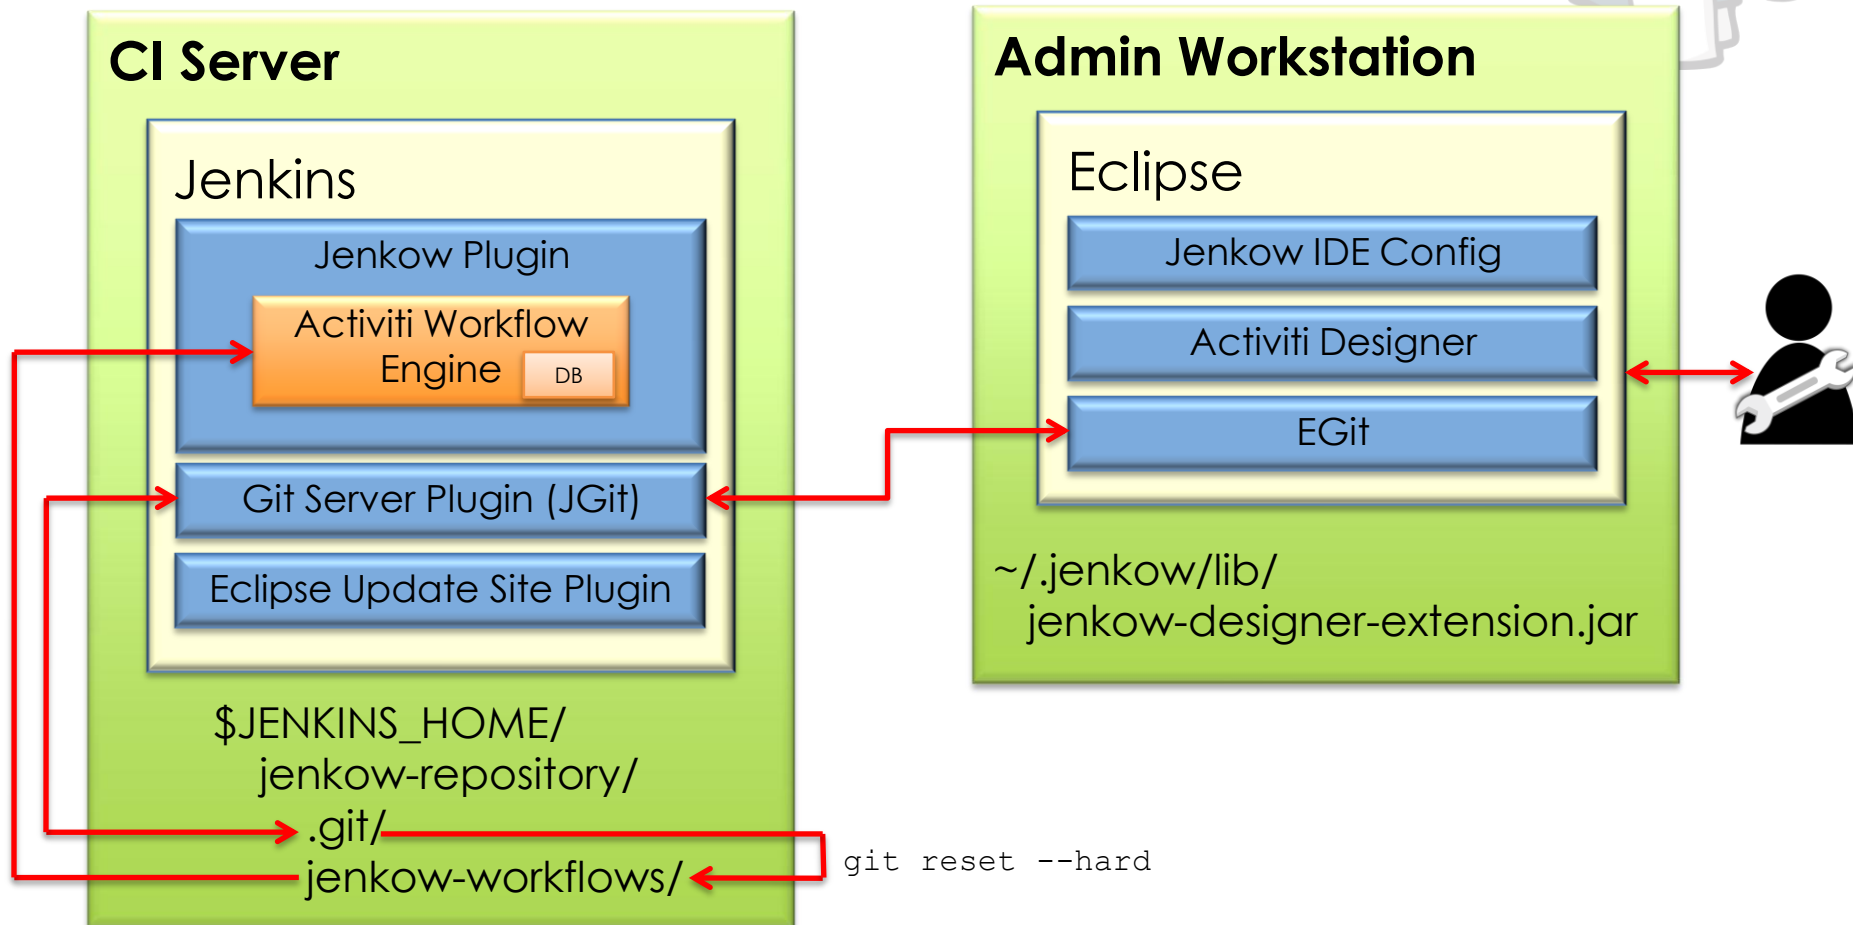 CI Server
Jenkins
Jenkow Plugin
Activiti Workflow
Engine
DB
Git Server Plugin (JGit)
Eclipse Update Site Plugin
$JENKINS_HOME/
jenkow-repository/
.git/
jenkow-workflows/
git reset --hard
Admin Workstation
Eclipse
Jenkow IDE Config
Activiti Designer
EGit
~/.jenkow/lib/
jenkow-designer-extension.jar